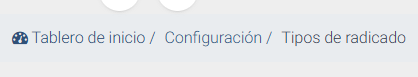 Tablero de inicio / Configuración / Tipos de radicado